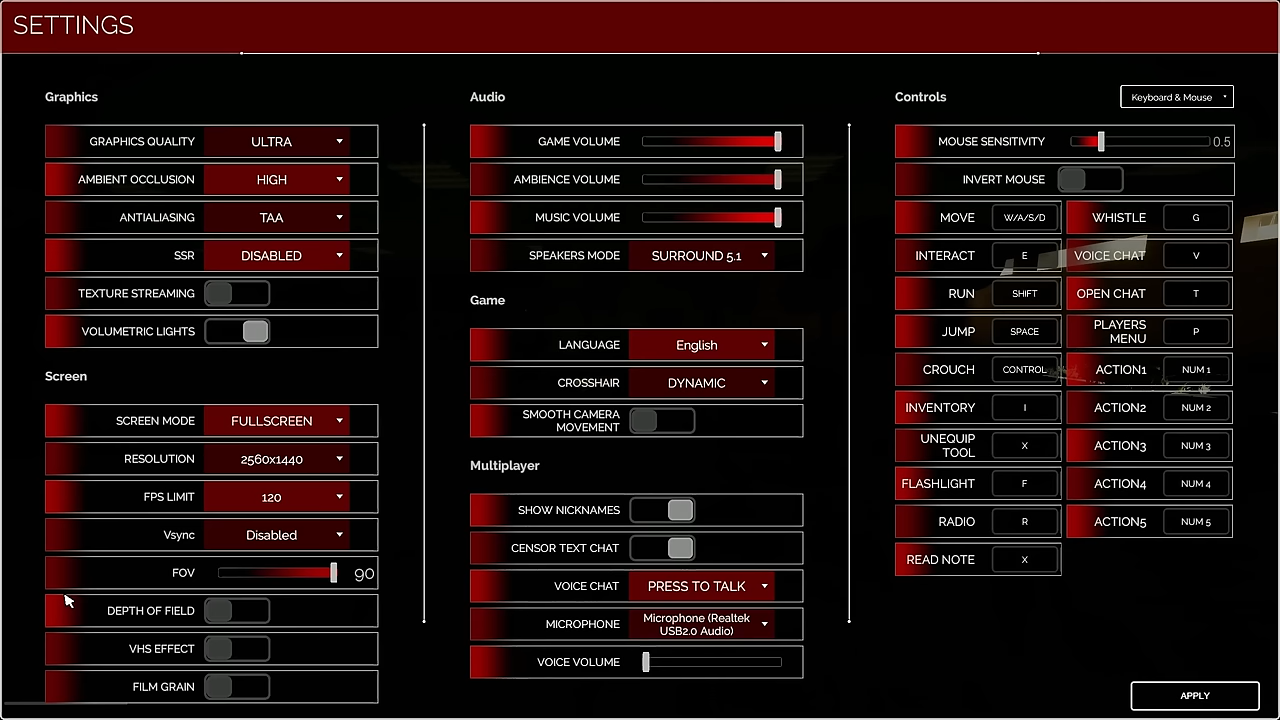 SETTINGS
Graphics
GRAPHICS QUALITY ULTRA
AMBIENT OCCLUSION HIGH
ANTIALIASING TAA
SSR DISABLED
TEXTURE STREAMING
VOLUMETRIC LIGHTS
Screen
SCREEN MODE FULLSCREEN
RESOLUTION 2560x1440
FPS LIMIT 120
Vsync Disabled
FOV 90
DEPTH OF FIELD
VHS EFFECT
FILM GRAIN
Audio
GAME VOLUME
AMBIENCE VOLUME
MUSIC VOLUME
SPEAKERS MODE SURROUND 5.1
Game
LANGUAGE English
CROSSHAIR DYNAMIC
SMOOTH CAMERA
MOVEMENT
Multiplayer
SHOW NICKNAMES
CENSOR TEXT CHAT
VOICE CHAT PRESS TO TALK
MICROPHONE Microphone (Realtek
USB2.0 Audio)
VOICE VOLUME
Controls Keyboard & Mouse
MOUSE SENSITIVITY 0.5
INVERT MOUSE
MOVE W/A/S/D
INTERACT E
RUN SHIFT
JUMP SPACE
CROUCH CONTROL
INVENTORY I
UNEQUIP
TOOL X
FLASHLIGHT F
RADIO R
READ NOTE X
WHISTLE G
VOICE CHAT V
OPEN CHAT T
PLAYERS
MENU P
ACTION1 NUM 1
ACTION2 NUM 2
ACTION3 NUM 3
ACTION4 NUM 4
ACTION5 NUM 5
APPLY